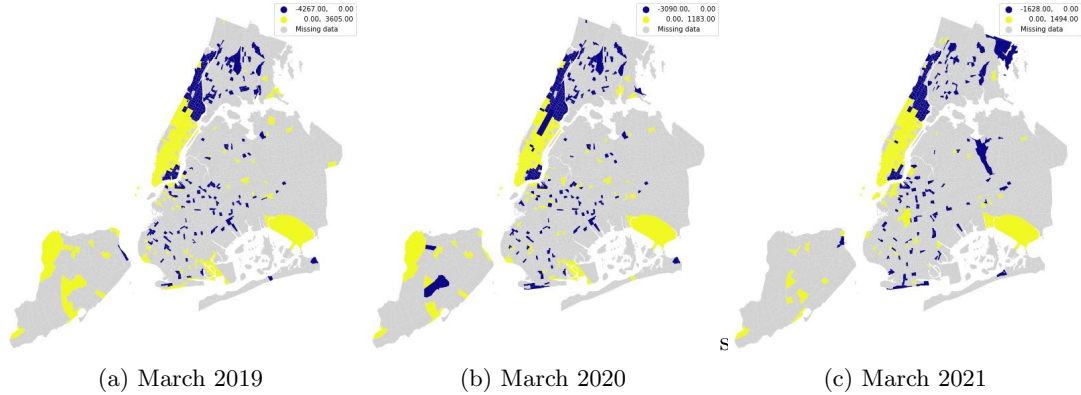 -4267.00, 0.00
0.00, 3605.00
Missing data
-3090.00, 0.00
0.00, 1183.00
Missing data
-1628.00, 0.00
0.00, 1494.00
Missing data
s
(a) March 2019
(b) March 2020
(c) March 2021